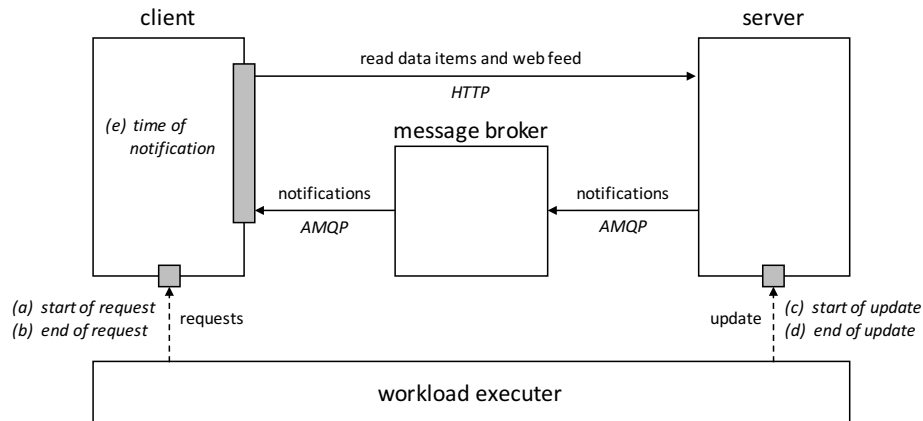 client
server
read data items and web feed
HTTP
(e) time of
notification
message broker
notifications
AMQP
notifications
AMQP
(a) start of request
(b) end of request
requests
update
(c) start of update
(d) end of update
workload executer